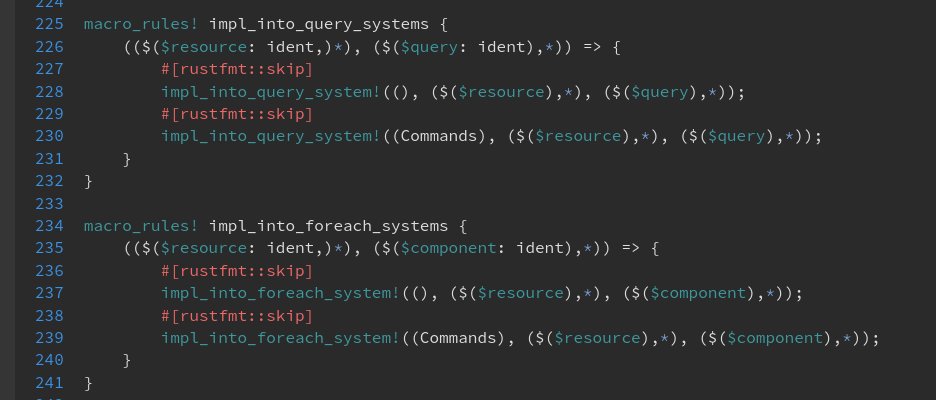 224
225 macro_rules! impl_into_query_systems {
226     (($($resource: ident,)*), ($($query: ident),*)) => {
227         #[rustfmt::skip]
228         impl_into_query_system!((), ($($resource),*), ($($query),*));
229         #[rustfmt::skip]
230         impl_into_query_system!((Commands), ($($resource),*), ($($query),*));
231     }
232 }
233
234 macro_rules! impl_into_foreach_systems {
235     (($($resource: ident,)*), ($($component: ident),*)) => {
236         #[rustfmt::skip]
237         impl_into_foreach_system!((), ($($resource),*), ($($component),*));
238         #[rustfmt::skip]
239         impl_into_foreach_system!((Commands), ($($resource),*), ($($component),*));
240     }
241 }